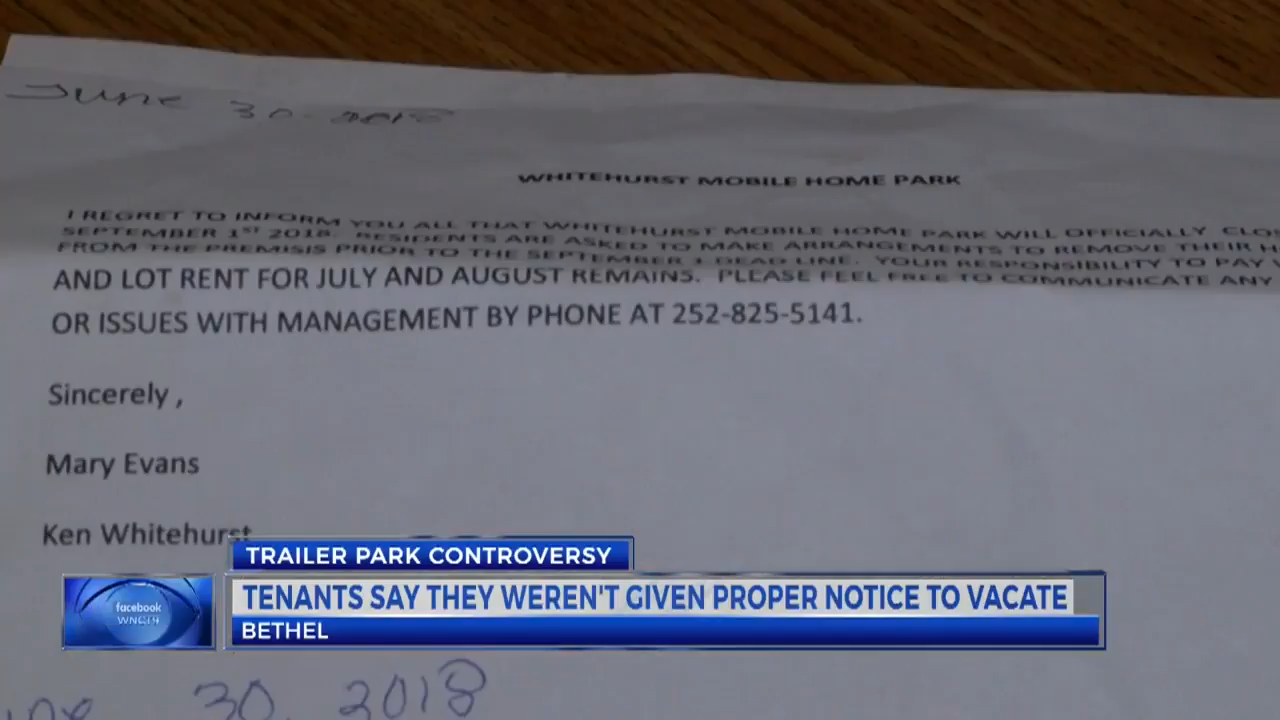 June 30, 2018
WHITEHURST MOBILE HOME PARK
I REGRET TO INFORM YOU ALL THAT WHITEHURST MOBILE HOME PARK WILL OFFICIALLY
SEPTEMBER 1ST 2018. RESIDENTS ARE ASKED TO MAKE ARRANGEMENTS TO REMOVE THEIR
FROM THE PREMISIS PRIOR TO THE SEPTEMBER 1 DEAD LINE. YOUR RESPONSIBILITY TO PAY
AND LOT RENT FOR JULY AND AUGUST REMAINS. PLEASE FEEL FREE TO COMMUNICATE ANY
OR ISSUES WITH MANAGEMENT BY PHONE AT 252-825-5141.
Sincerely ,
Mary Evans
Ken Whitehurst
TRAILER PARK CONTROVERSY
TENANTS SAY THEY WEREN'T GIVEN PROPER NOTICE TO VACATE
BETHEL
facebook
WNCT9
30, 2018